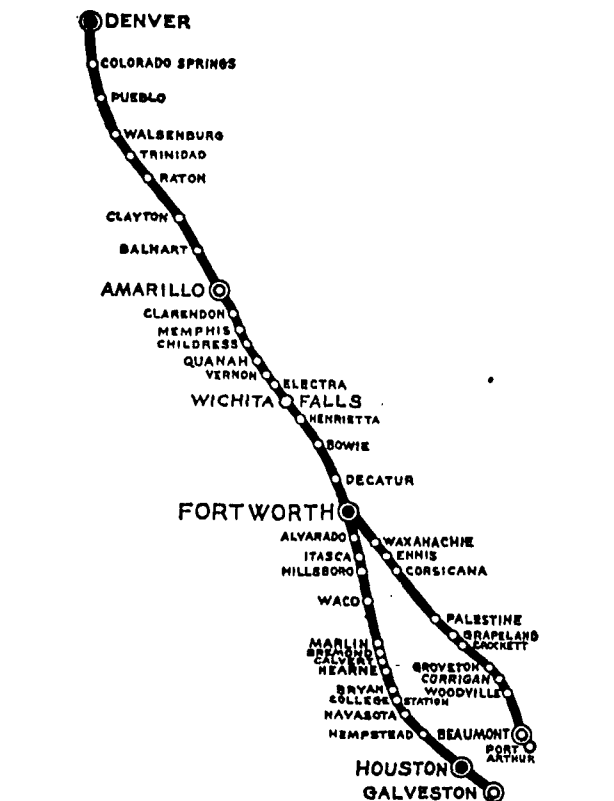 DENVER
COLORADO SPRINGS
PUEBLO
WALSENBURG
TRINIDAD
RATON
CLAYTON
BALHART
AMARILLO
CLARENDON
MEMPHIS
CHILDRESS
QUANAH
VERNON
ELECTRA
WICHITA FALLS
HENRIETTA
BOWIE
DECATUR
FORT WORTH
ALVARADO
WAXAHACHIE
ITASCA
ENNIS
HILLSBORO
CORSICANA
WACO
PALESTINE
GRAPELAND
CROCKETT
MARLIN
BREMOND
CALVERT
HEARNE
GROVETON
CORRIGAN
WOODVILLE
BRYAN
COLLEGE STATION
NAVASOTA
HEMPSTEAD
BEAUMONT
PORT
ARTHUR
HOUSTON
GALVESTON